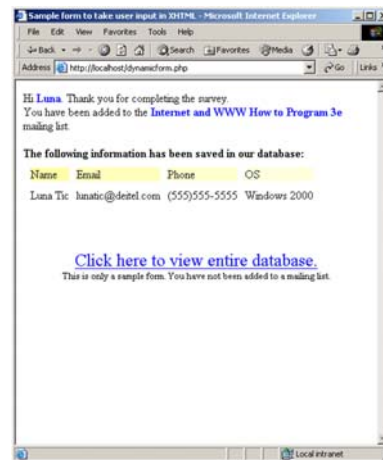 Sample form to take user input in XHTML - Microsoft Internet Explorer
File Edit View Favorites Tools Help
Back Search Favorites Media
Address http://localhost/dynamicform.php Go Links
Hi Luna. Thank you for completing the survey.
You have been added to the Internet and WWW How to Program 3e
mailing list.
The following information has been saved in our database:
Name Email Phone OS
Luna Tic lunatic@deitel.com (555)555-5555 Windows 2000
Click here to view entire database.
This is only a sample form. You have not been added to a mailing list.
Local intranet